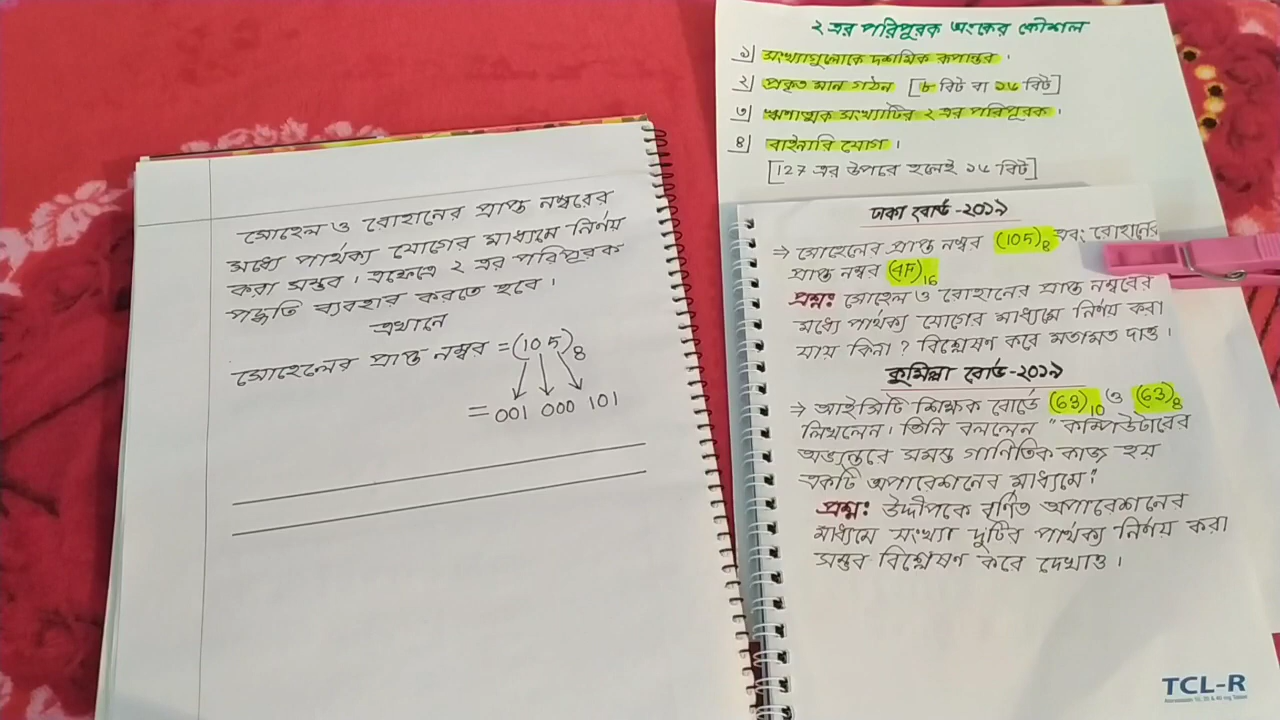 সোহেল ও রোহানের প্রাপ্ত নম্বরের
মধ্যে পার্থক্য যোগের মাধ্যমে নির্ণয়
করা সম্ভব। এক্ষেত্রে ২ এর পরিপূরক
পদ্ধতি ব্যবহার করতে হবে।
এখানে
সোহেলের প্রাপ্ত নম্বর =(105)8
= 001 000 101
২ এর পরিপূরক অংকের কৌশল
১| সংখ্যাগুলোকে দশমিক রূপান্তর।
২| প্রকৃত মান গঠন [৮ বিট বা ১৬ বিট]
৩| ঋণাত্মক সংখ্যাটির ২ এর পরিপূরক।
৪| বাইনারি যোগ।
[127 এর উপরে হলেই ১৬ বিট]
ঢাকা বোর্ড -২০১৯
⇒ সোহেলের প্রাপ্ত নম্বর (105)8 এবং রোহানের
প্রাপ্ত নম্বর (4F)16
প্রশ্ন: সোহেল ও রোহানের প্রাপ্ত নম্বরের
মধ্যে পার্থক্য যোগের মাধ্যমে নির্ণয় করা
যায় কিনা? বিশ্লেষণ করে মতামত দাও।
কুমিল্লা বোর্ড-২০১৯
⇒ আইসিটি শিক্ষক বোর্ডে (63)10 ও (63)8
লিখলেন। তিনি বললেন "কম্পিউটারের
অভ্যন্তরে সমস্ত গাণিতিক কাজ হয়
একটি অপারেশনের মাধ্যমে"।
প্রশ্ন: উদ্দীপকে বর্ণিত অপারেশনের
মাধ্যমে সংখ্যা দুটির পার্থক্য নির্ণয় করা
সম্ভব বিশ্লেষণ করে দেখাও।
TCL-R